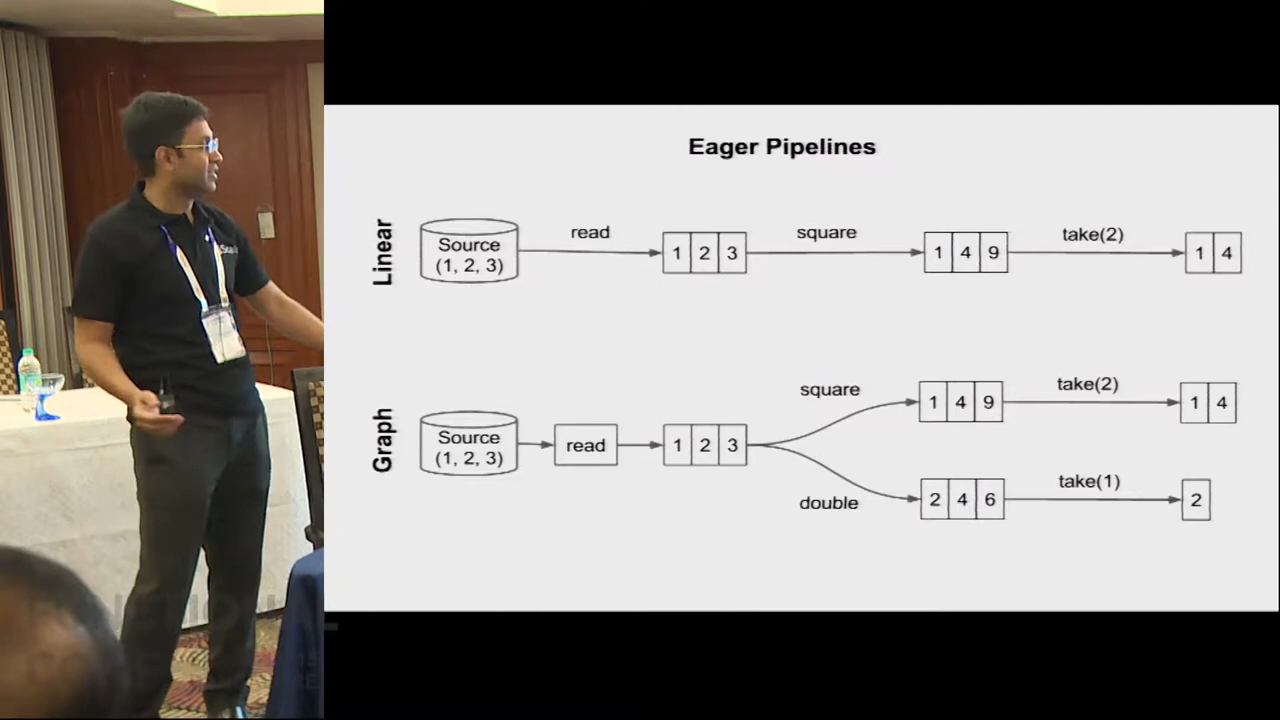 Eager Pipelines
Linear
Source
(1, 2, 3)
read
1 2 3
square
1 4 9
take(2)
1 4
Graph
Source
(1, 2, 3)
read
1 2 3
square
1 4 9
take(2)
1 4
double
2 4 6
take(1)
2